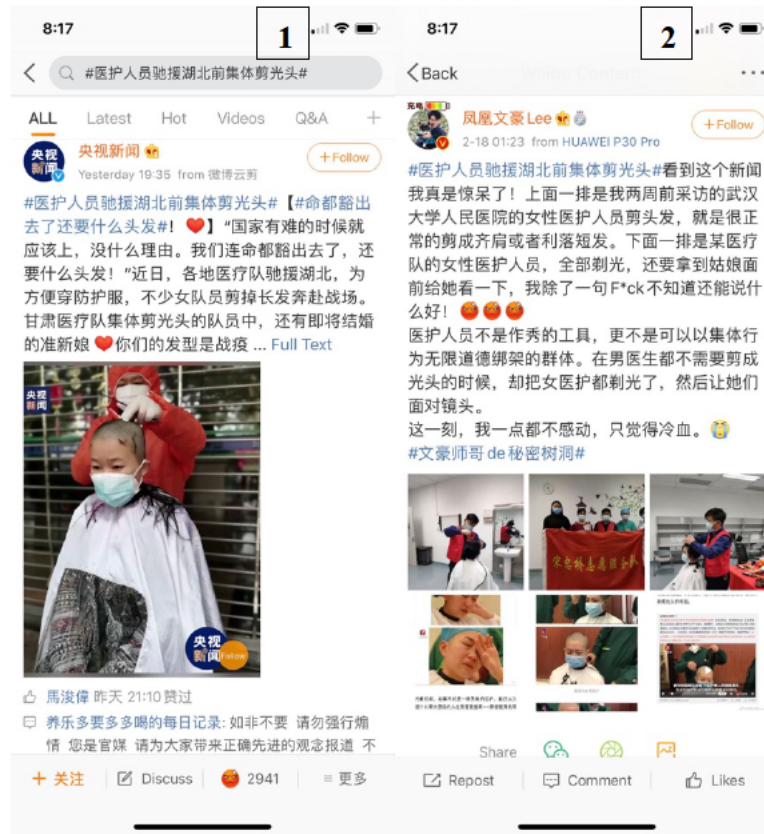 8:17
1
#医护人员驰援湖北前集体剪光头#
ALL Latest Hot Videos Q&A +
央视新闻
+Follow
Yesterday 19:35 from 微博云剪
#医护人员驰援湖北前集体剪光头#【#命都豁出
去了还要什么头发#！❤】“国家有难的时候就
应该上，没什么理由。我们连命都豁出去了，还
要什么头发！”近日，各地医疗队驰援湖北，为
方便穿防护服，不少女队员剪掉长发奔赴战场。
甘肃医疗队集体剪光头的队员中，还有即将结婚
的准新娘❤你们的发型是战疫 ... Full Text
央视
新闻
央视
新闻
Follow
馬浚偉 昨天 21:10赞过
养乐多要多多喝的每日记录: 如非不要 请勿强行煽
情 您是官媒 请为大家带来正确先进的观念报道 不
+ 关注
Discuss
2941
≡ 更多
8:17
2
Back
...
充电
凤凰文豪 Lee
+Follow
2-18 01:23 from HUAWEI P30 Pro
#医护人员驰援湖北前集体剪光头#看到这个新闻
我真是惊呆了！上面一排是我两周前采访的武汉
大学人民医院的女性医护人员剪头发，就是很正
常的剪成齐肩或者利落短发。下面一排是某医疗
队的女性医护人员，全部剃光，还要拿到姑娘面
前给她看一下，我除了一句F*ck不知道还能说什
么好！
医护人员不是作秀的工具，更不是可以以集体行
为无限道德绑架的群体。在男医生都不需要剪成
光头的时候，却把女医护都剃光了，然后让她们
面对镜头。
这一刻，我一点都不感动，只觉得冷血。
#文豪师哥de秘密树洞#
Share
Repost
Comment
Likes